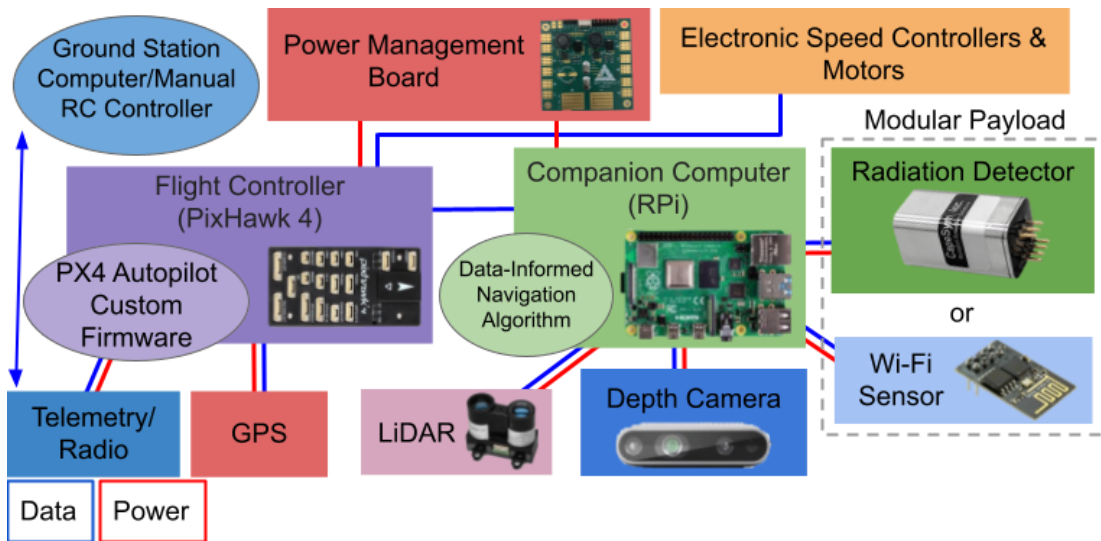 Ground Station
Computer/Manual
RC Controller
Power Management
Board
Electronic Speed Controllers &
Motors
Modular Payload
Flight Controller
(PixHawk 4)
Companion Computer
(RPi)
Radiation Detector
PX4 Autopilot
Custom
Firmware
pixhawk 4
Data-Informed
Navigation
Algorithm
or
Wi-Fi
Sensor
Telemetry/
Radio
GPS
LiDAR
Depth Camera
Data
Power